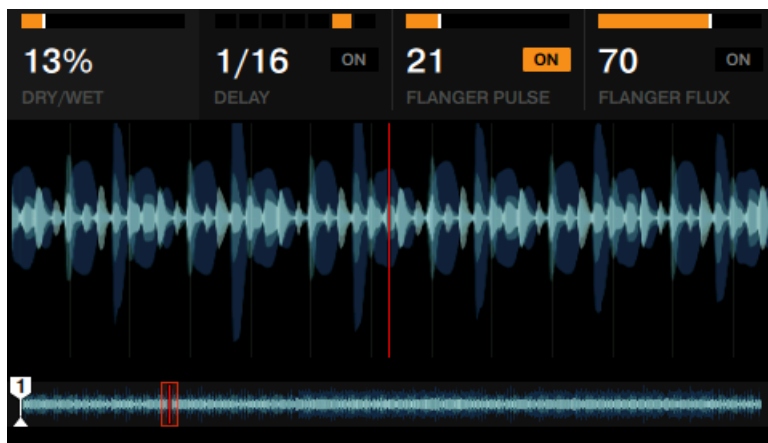 13% 1/16 ON 21 ON 70 ON
DRY/WET DELAY FLANGER PULSE FLANGER FLUX
1